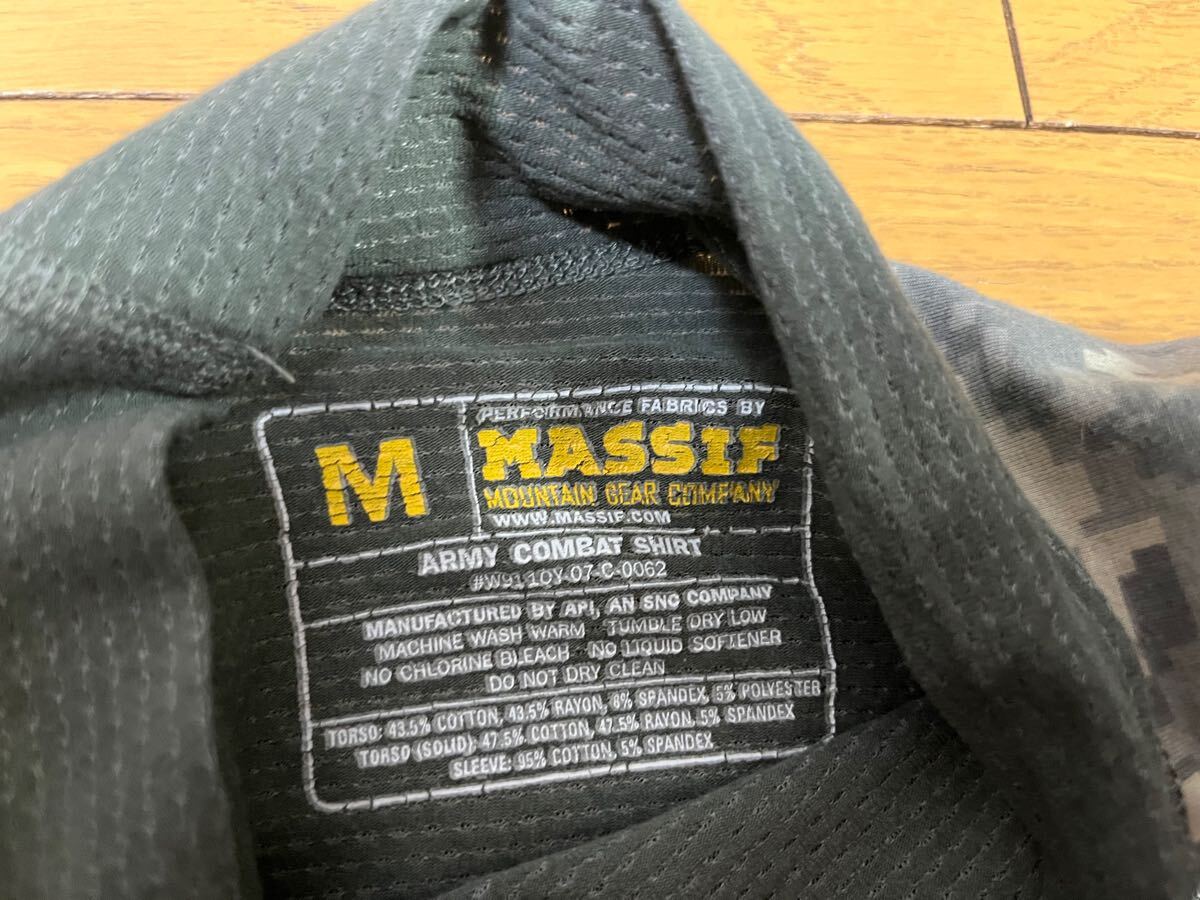 M
PERFORMANCE FABRICS BY
MASSIF
MOUNTAIN GEAR COMPANY
WWW.MASSIF.COM
ARMY COMBAT SHIRT
#W911QY-07-C-0062
MANUFACTURED BY API, AN SNC COMPANY
MACHINE WASH WARM TUMBLE DRY LOW
NO CHLORINE BLEACH NO LIQUID SOFTENER
DO NOT DRY CLEAN
TORSO: 43.5% COTTON, 43.5% RAYON, 8% SPANDEX, 5% POLYESTER
TORSO (SOLID): 47.5% COTTON, 47.5% RAYON, 5% SPANDEX
SLEEVE: 95% COTTON, 5% SPANDEX